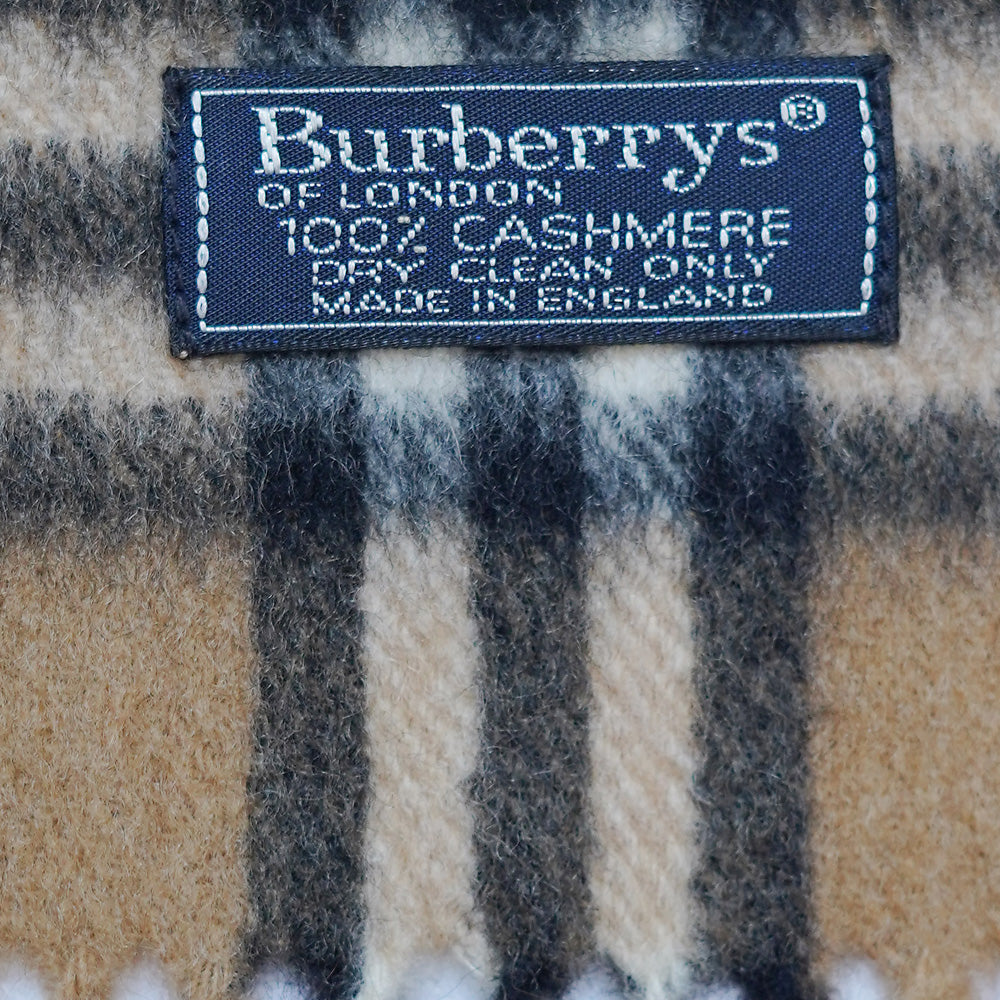 Burberrys®
OF LONDON
100% CASHMERE
DRY CLEAN ONLY
MADE IN ENGLAND